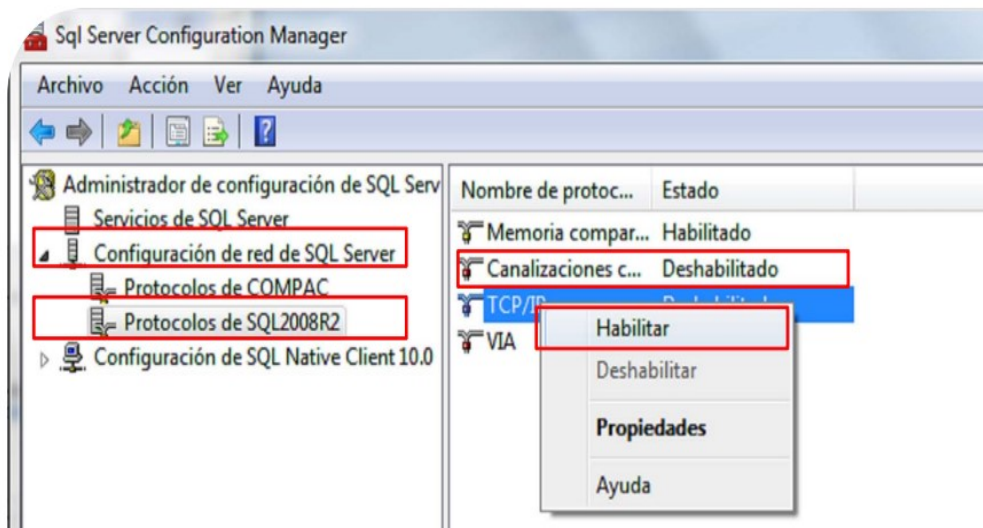 Sql Server Configuration Manager
Archivo Acción Ver Ayuda
Administrador de configuración de SQL Serv
Servicios de SQL Server
Configuración de red de SQL Server
Protocolos de COMPAC
Protocolos de SQL2008R2
Configuración de SQL Native Client 10.0
Nombre de protoc... Estado
Memoria compar... Habilitado
Canalizaciones c... Deshabilitado
TCP/IP
VIA
Habilitar
Deshabilitar
Propiedades
Ayuda